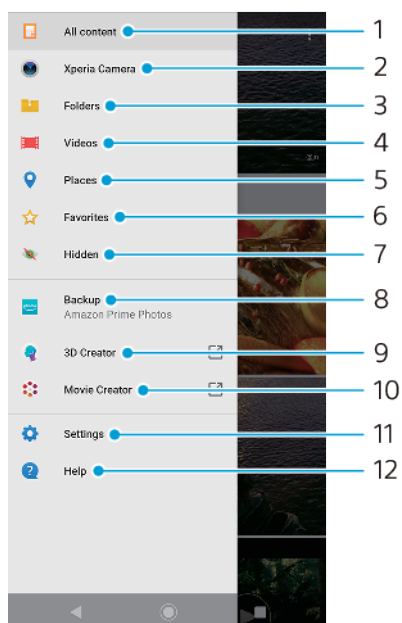 All content 1
Xperia Camera 2
Folders 3
Videos 4
Places 5
Favorites 6
Hidden 7
Backup 8
Amazon Prime Photos
3D Creator 9
Movie Creator 10
Settings 11
? Help 12